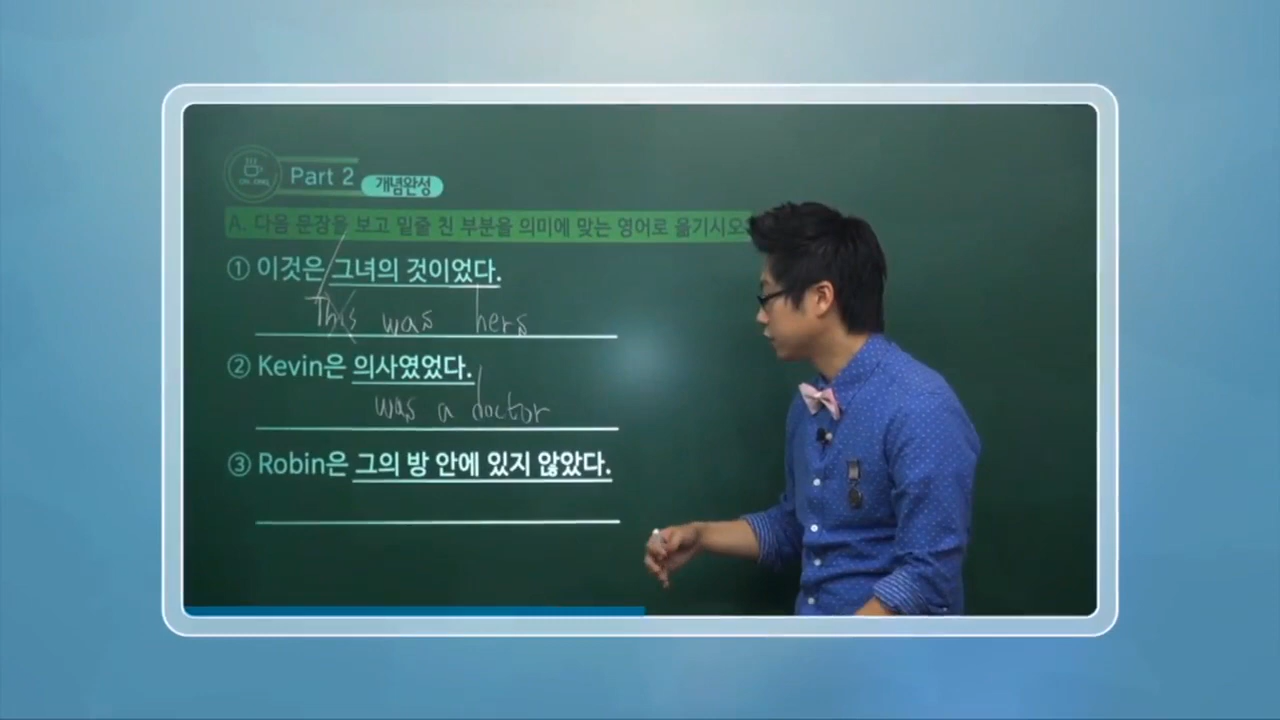 Part 2 개념완성
A. 다음 문장을 보고 밑줄 친 부분을 의미에 맞는 영어로 옮기시오
① 이것은 그녀의 것이었다.
This was hers
② Kevin은 의사였었다.
was a doctor
③ Robin은 그의 방 안에 있지 않았다.